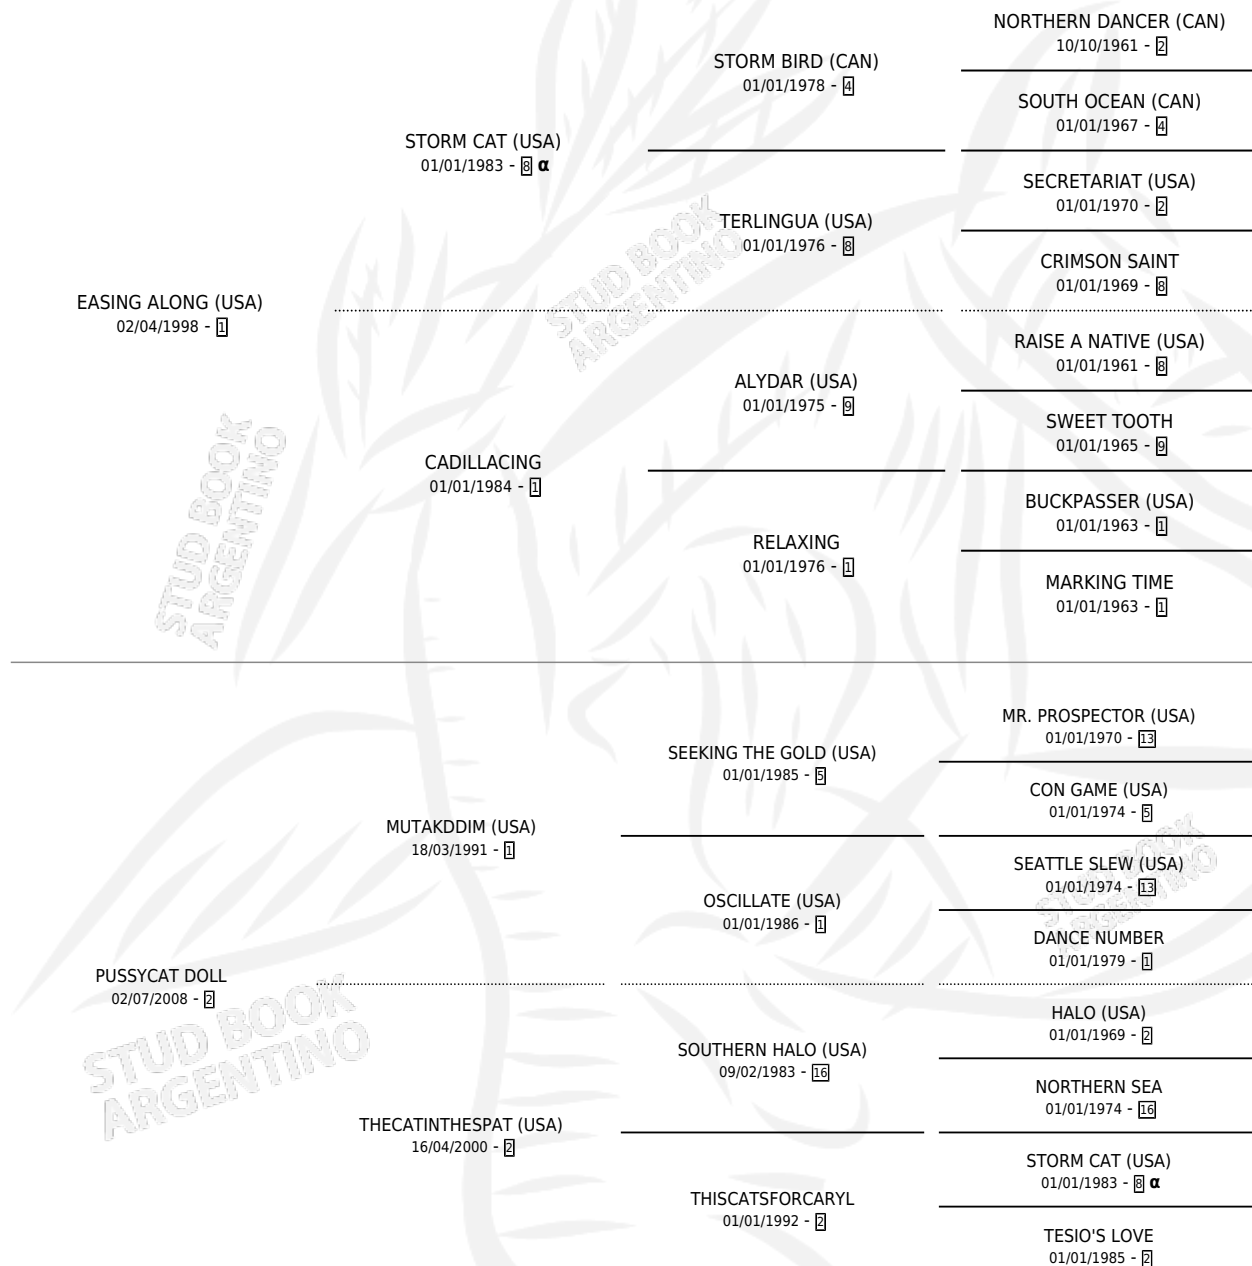 NORTHERN DANCER (CAN)
10/10/1961 - 2
STORM BIRD (CAN)
01/01/1978 - 4
SOUTH OCEAN (CAN)
01/01/1967 - 4
STORM CAT (USA)
01/01/1983 - 8 α
SECRETARIAT (USA)
01/01/1970 - 2
TERLINGUA (USA)
01/01/1976 - 8
CRIMSON SAINT
01/01/1969 - 8
EASING ALONG (USA)
02/04/1998 - 1
RAISE A NATIVE (USA)
01/01/1961 - 8
ALYDAR (USA)
01/01/1975 - 9
SWEET TOOTH
01/01/1965 - 9
CADILLACING
01/01/1984 - 1
BUCKPASSER (USA)
01/01/1963 - 1
RELAXING
01/01/1976 - 1
MARKING TIME
01/01/1963 - 1
MR. PROSPECTOR (USA)
01/01/1970 - 13
SEEKING THE GOLD (USA)
01/01/1985 - 5
CON GAME (USA)
01/01/1974 - 5
MUTAKDDIM (USA)
18/03/1991 - 1
SEATTLE SLEW (USA)
01/01/1974 - 13
OSCILLATE (USA)
01/01/1986 - 1
DANCE NUMBER
01/01/1979 - 1
PUSSYCAT DOLL
02/07/2008 - 2
HALO (USA)
01/01/1969 - 2
SOUTHERN HALO (USA)
09/02/1983 - 16
NORTHERN SEA
01/01/1974 - 16
THECATINTHESPAT (USA)
16/04/2000 - 2
STORM CAT (USA)
01/01/1983 - 8 α
THISCATSFORCARYL
01/01/1992 - 2
TESIO'S LOVE
01/01/1985 - 2
STUD BOOK
ARGENTINO
STUD BOOK
ARGENTINO
STUD BOOK
ARGENTINO
STUD BOOK
ARGENTINO